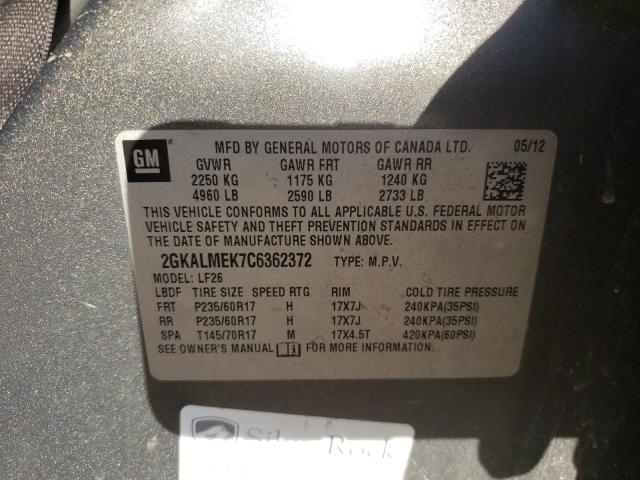 GM
MFD BY GENERAL MOTORS OF CANADA LTD. 05/12
GVWR GAWR FRT GAWR RR
2250 KG 1175 KG 1240 KG
4960 LB 2590 LB 2733 LB
THIS VEHICLE CONFORMS TO ALL APPLICABLE U.S. FEDERAL MOTOR
VEHICLE SAFETY AND THEFT PREVENTION STANDARDS IN EFFECT ON
THE DATE OF MANUFACTURE SHOWN ABOVE.
2GKALMEK7C6362372 TYPE: M.P.V.
MODEL: LF26
LBDF TIRE SIZE SPEED RTG RIM COLD TIRE PRESSURE
FRT P235/60R17 H 17X7J 240KPA(35PSI)
RR P235/60R17 H 17X7J 240KPA(35PSI)
SPA T145/70R17 M 17X4.5T 420KPA(60PSI)
SEE OWNER'S MANUAL FOR MORE INFORMATION.
Silver Rock